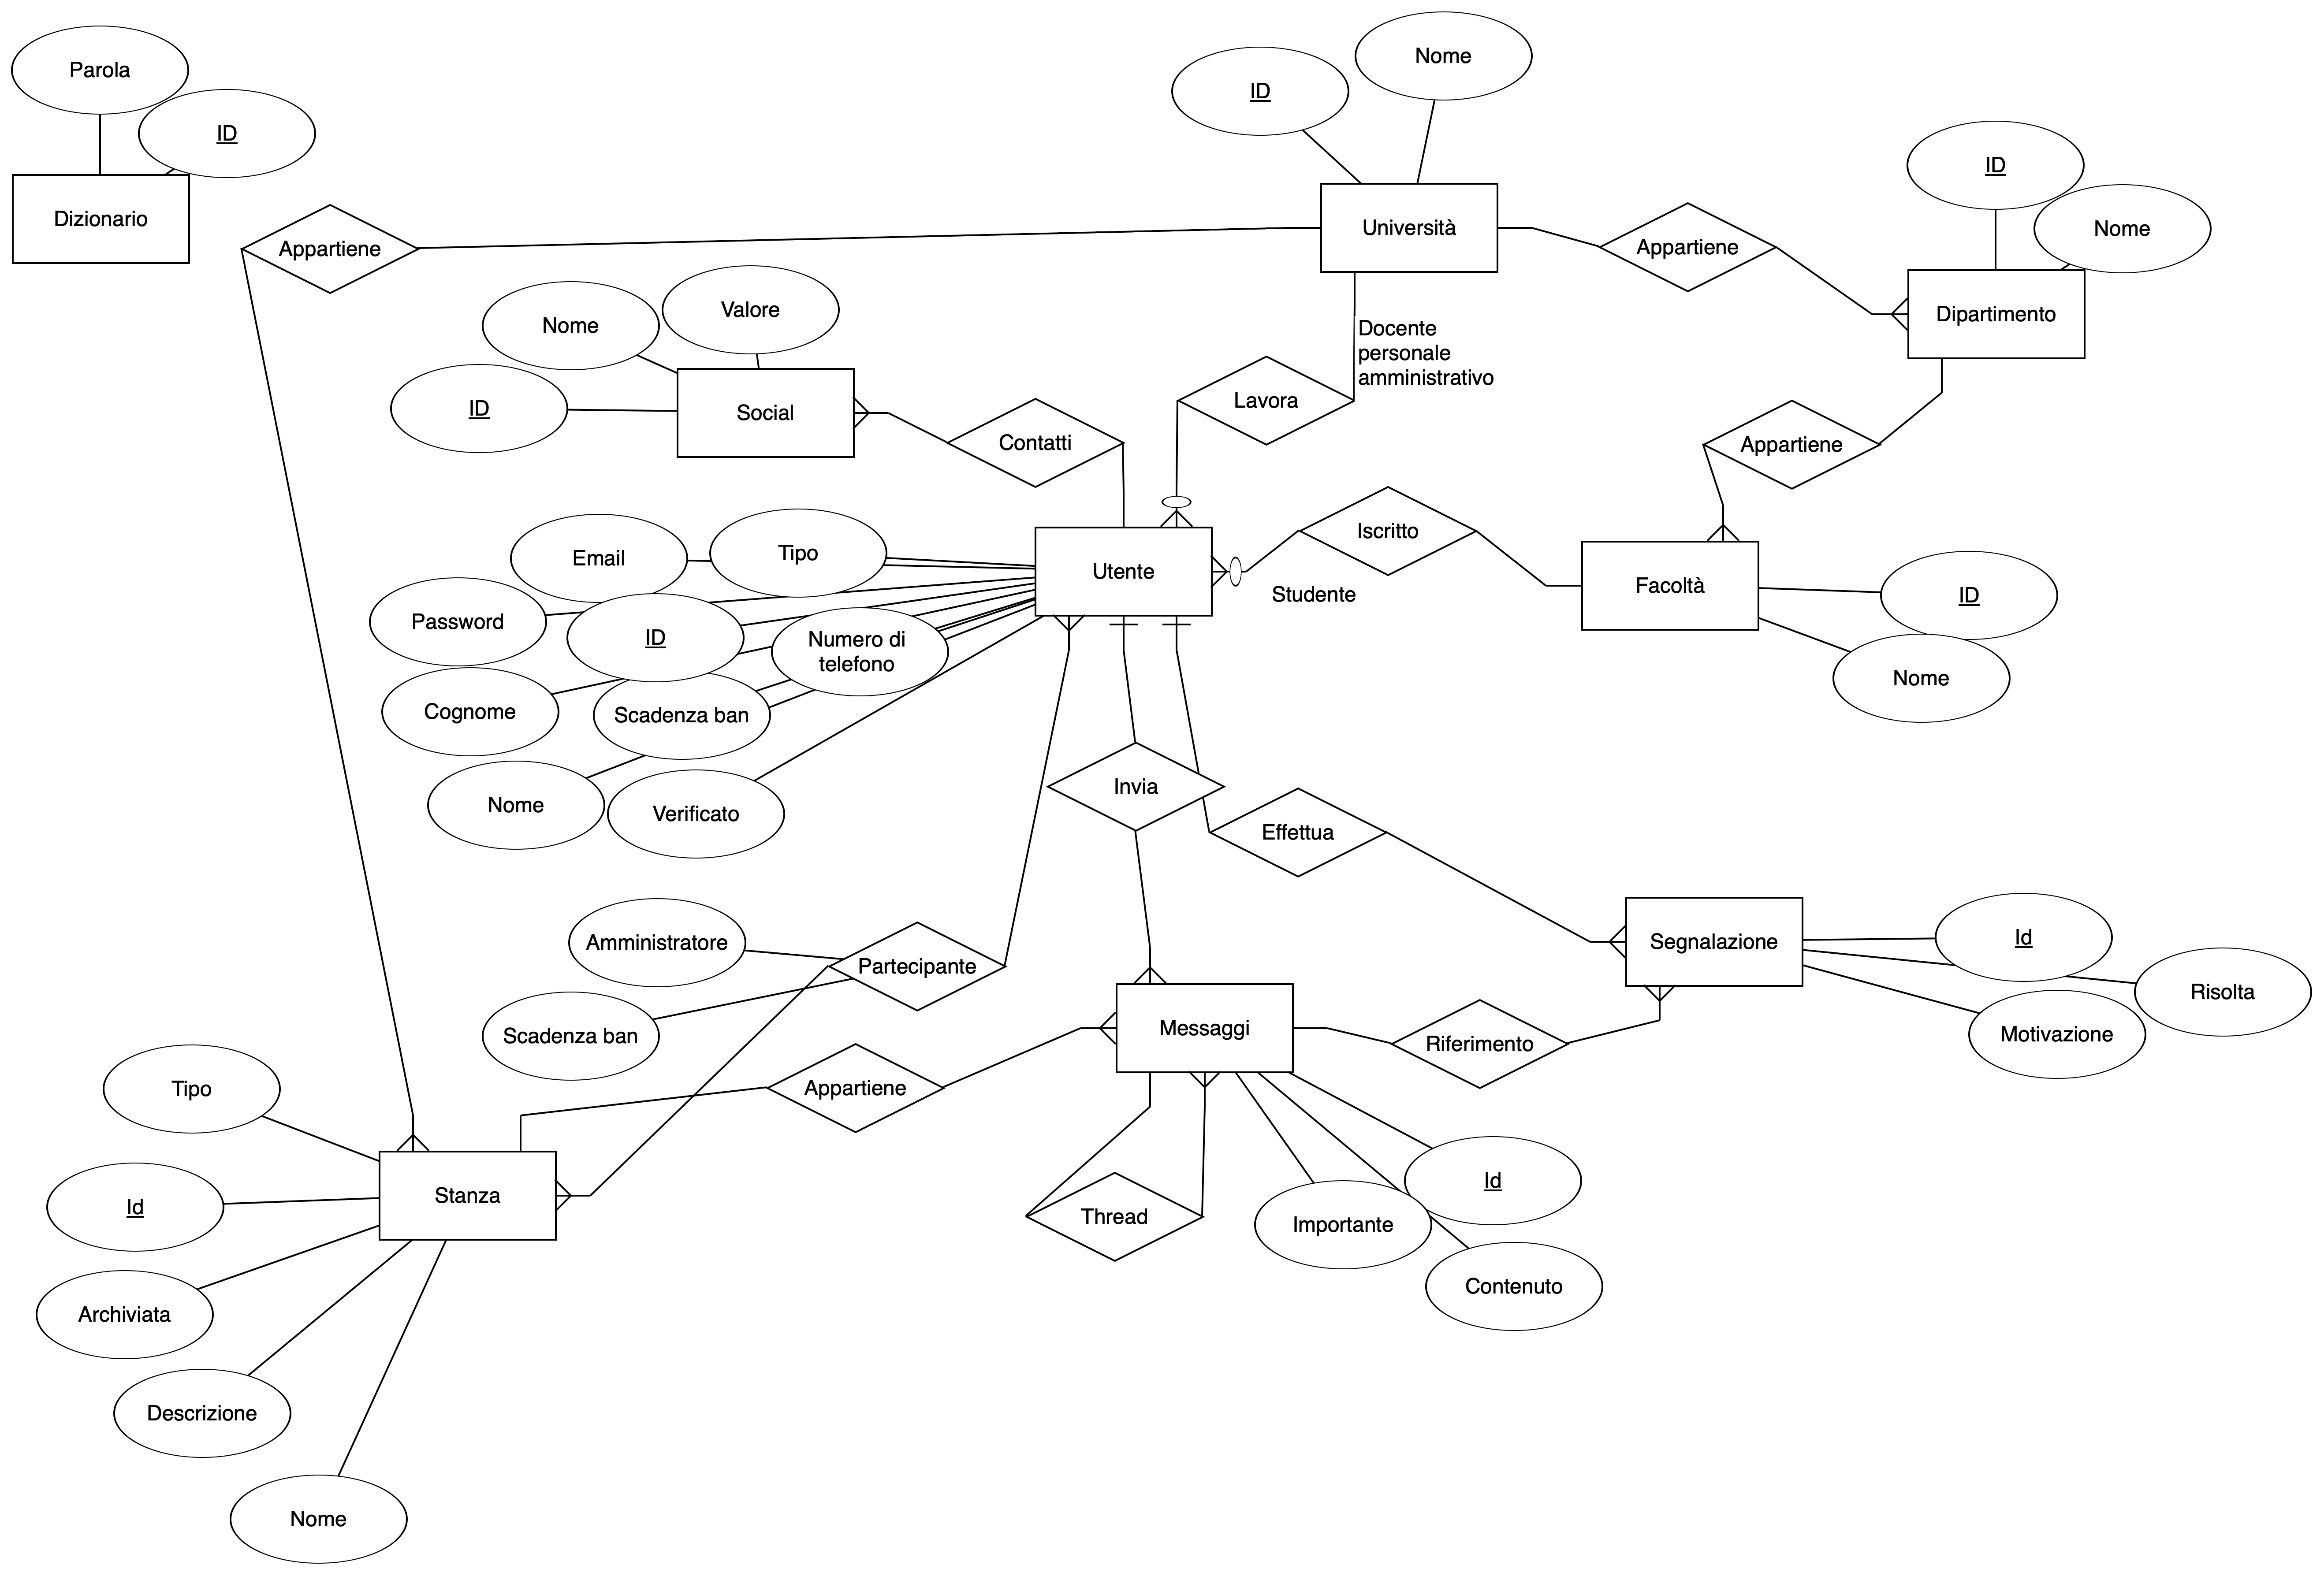 Parola
ID
Dizionario
Appartiene
ID
Nome
Università
Appartiene
ID
Nome
Dipartimento
Nome
Valore
ID
Social
Contatti
Lavora
Docente
personale
amministrativo
Appartiene
Email
Tipo
Utente
Iscritto
Studente
Facoltà
ID
Nome
Password
ID
Numero di
telefono
Cognome
Scadenza ban
Nome
Verificato
Invia
Effettua
Amministratore
Partecipante
Scadenza ban
Segnalazione
Id
Risolta
Motivazione
Messaggi
Riferimento
Appartiene
Tipo
Id
Stanza
Archiviata
Descrizione
Nome
Thread
Importante
Id
Contenuto